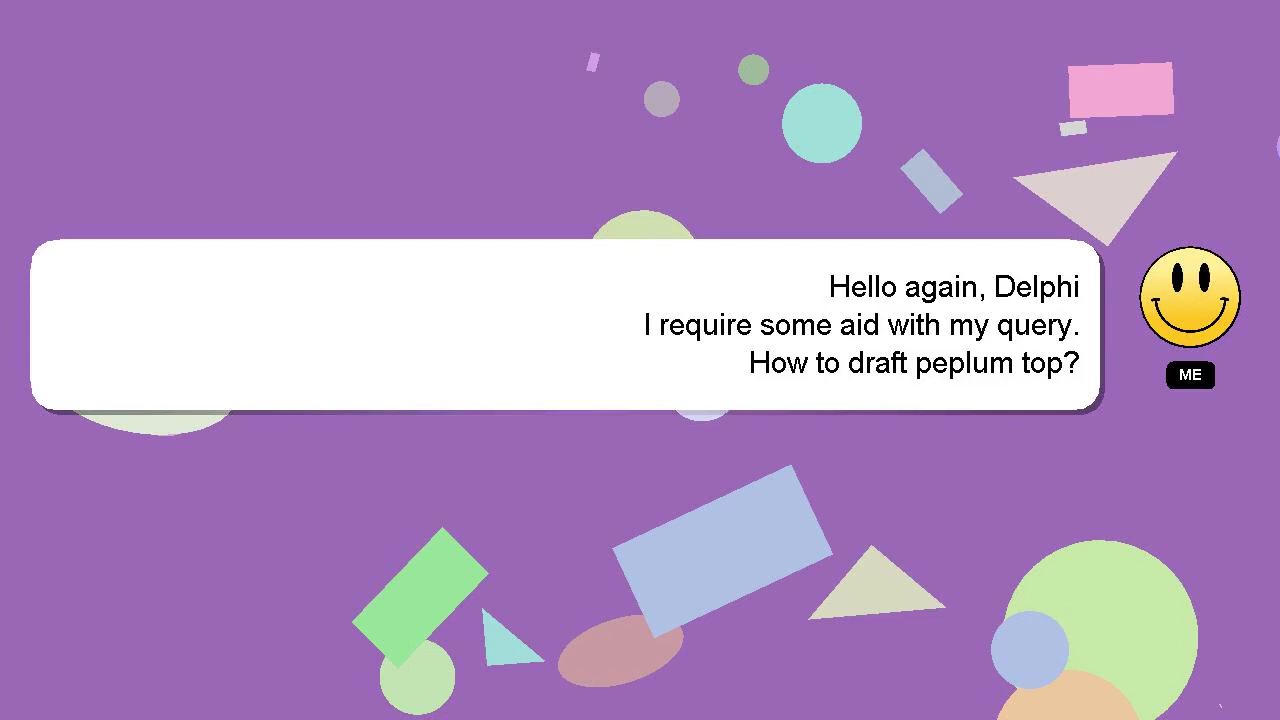 Hello again, Delphi
I require some aid with my query.
How to draft peplum top?
ME